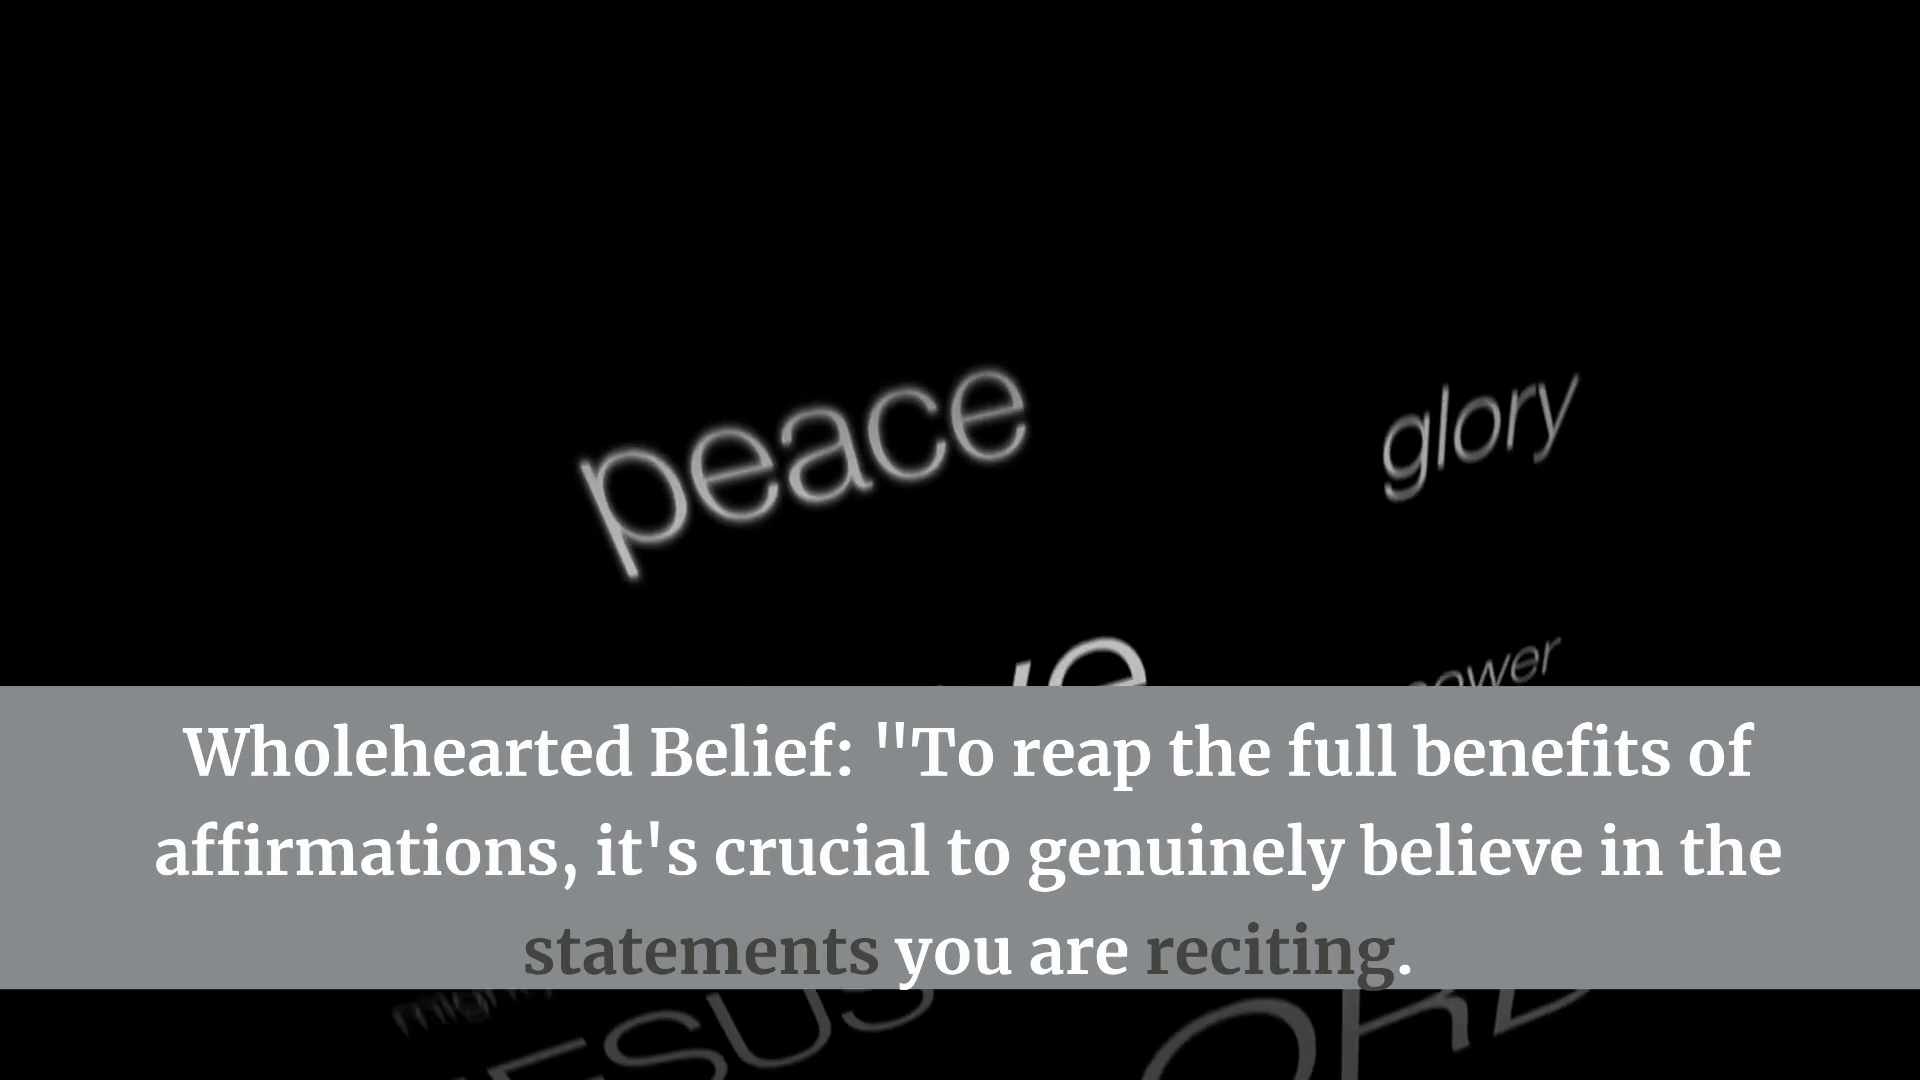 peace
glory
Wholehearted Belief: "To reap the full benefits of
affirmations, it's crucial to genuinely believe in the
statements you are reciting.
mighty